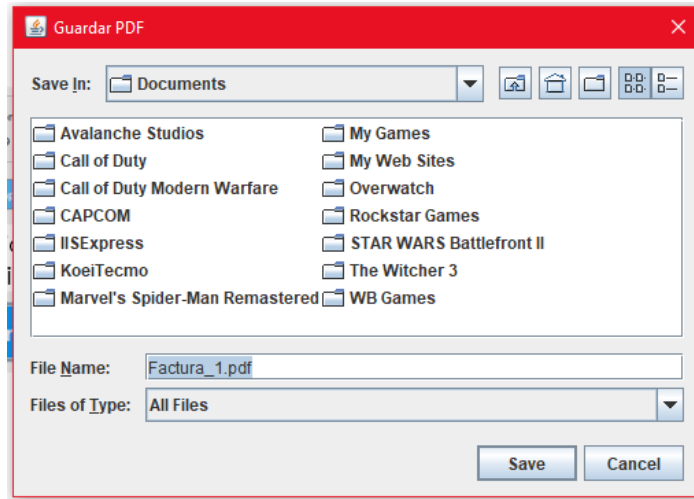 Guardar PDF
Save In: Documents
Avalanche Studios My Games
Call of Duty My Web Sites
Call of Duty Modern Warfare Overwatch
CAPCOM Rockstar Games
IISExpress STAR WARS Battlefront II
KoeiTecmo The Witcher 3
Marvel's Spider-Man Remastered WB Games
File Name: Factura_1.pdf
Files of Type: All Files
Save Cancel